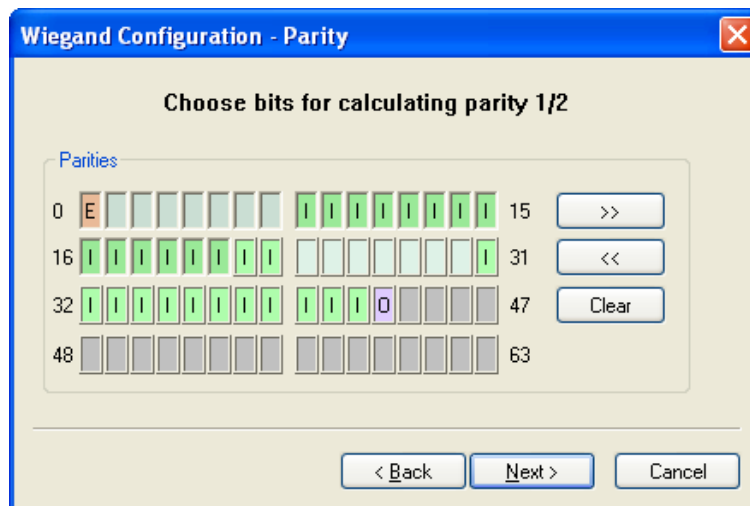 Wiegand Configuration - Parity
Choose bits for calculating parity 1/2
Parities
0 E I I I I I I I I 15 >>
16 I I I I I I I I I 31 <<
32 I I I I I I I I I I I O 47 Clear
48 63
< Back Next > Cancel